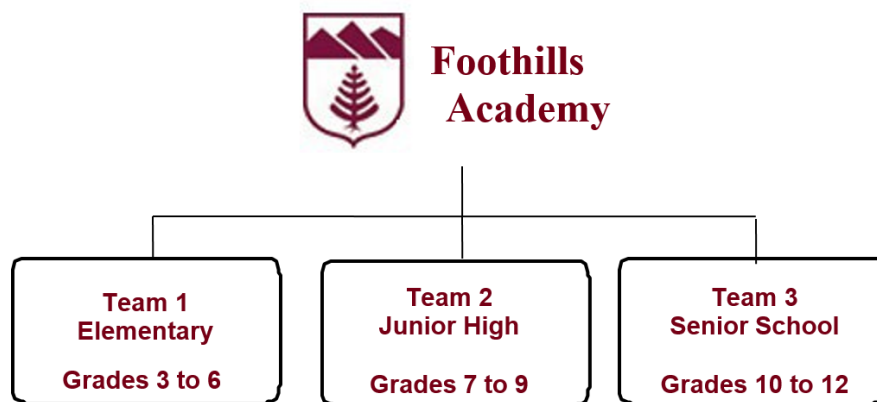 Foothills
Academy
Team 1
Elementary
Grades 3 to 6
Team 2
Junior High
Grades 7 to 9
Team 3
Senior School
Grades 10 to 12